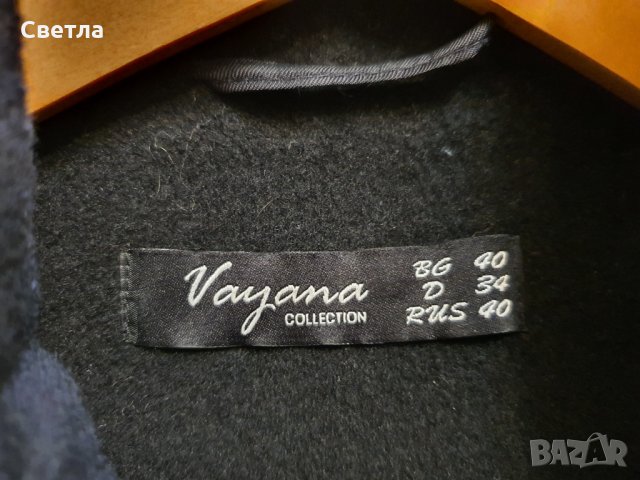 Светла
Vayana
COLLECTION
BG 40
D 34
RUS 40
BAZAR